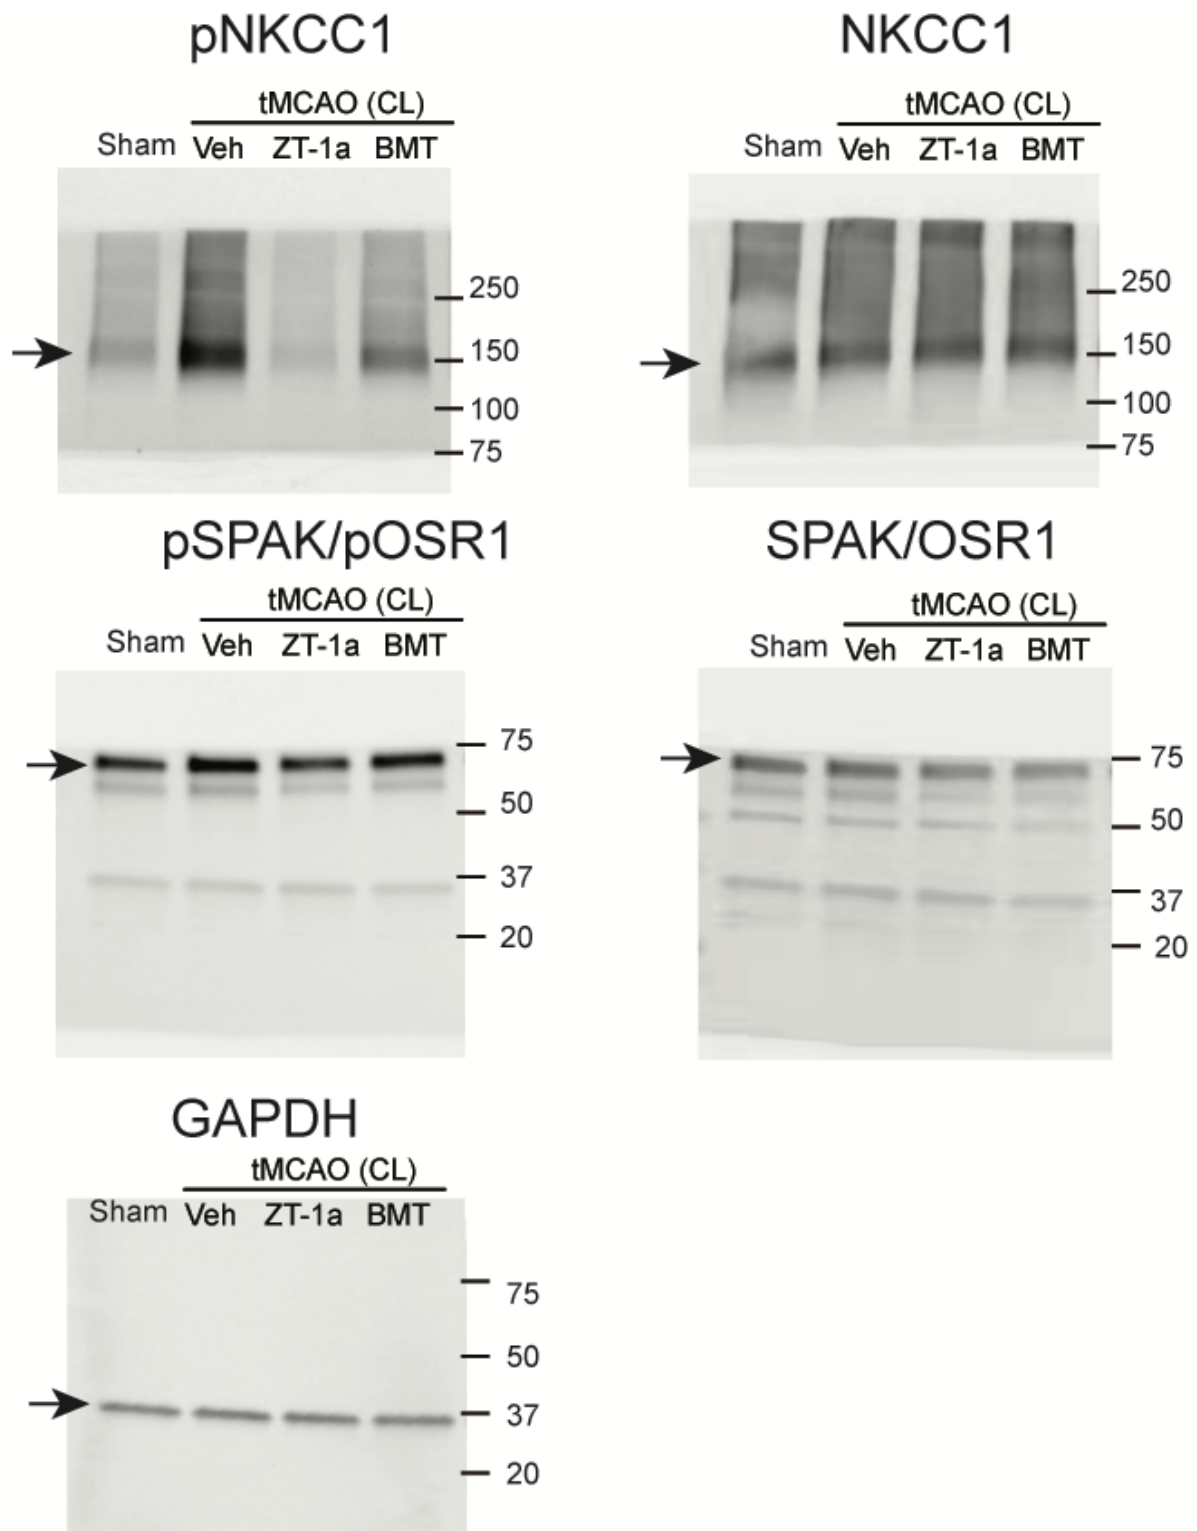 pNKCC1
tMCAO (CL)
Sham Veh ZT-1a BMT
250
150
100
75
NKCC1
tMCAO (CL)
Sham Veh ZT-1a BMT
250
150
100
75
pSPAK/pOSR1
tMCAO (CL)
Sham Veh ZT-1a BMT
75
50
37
20
SPAK/OSR1
tMCAO (CL)
Sham Veh ZT-1a BMT
75
50
37
20
GAPDH
tMCAO (CL)
Sham Veh ZT-1a BMT
75
50
37
20